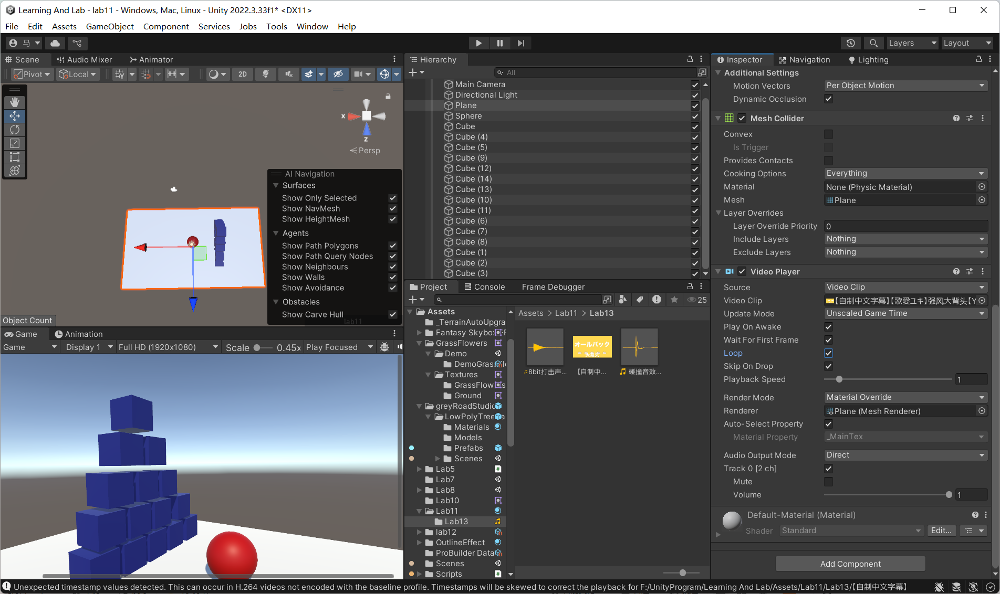 Learning And Lab - lab11 - Windows, Mac, Linux - Unity 2022.3.33f1* <DX11>
File Edit Assets GameObject Component Services Jobs Tools Window Help
马
Layers
Layout
Scene
Audio Mixer
Animator
Pivot
Local
2D
x
z
Persp
AI Navigation
Surfaces
Show Only Selected
Show NavMesh
Show HeightMesh
Agents
Show Path Polygons
Show Path Query Nodes
Show Neighbours
Show Walls
Show Avoidance
Obstacles
Show Carve Hull
lab11
Object Count
Game
Animation
Game
Display 1
Full HD (1920x1080)
Scale
0.45x
Play Focused
Hierarchy
All
Main Camera
Directional Light
Plane
Sphere
Cube
Cube (4)
Cube (5)
Cube (9)
Cube (12)
Cube (14)
Cube (13)
Cube (10)
Cube (11)
Cube (6)
Cube (7)
Cube (8)
Cube (1)
Cube (2)
Cube (3)
Project
Console
Frame Debugger
25
Assets
_TerrainAutoUpgra
Fantasy Skybox
GrassFlowers
Demo
DemoGras
Textures
GrassFlow
Ground
greyRoadStudio
LowPolyTree
Materials
Models
Prefabs
Scenes
Lab5
Lab7
Lab8
Lab10
Lab11
Lab13
lab12
OutlineEffect
ProBuilder Data
Scenes
Scripts
Assets > Lab11 > Lab13
オールバック
大背头
8bit打击声...
【自制中...
碰撞音效...
Inspector
Navigation
Lighting
Additional Settings
Motion Vectors
Per Object Motion
Dynamic Occlusion
Mesh Collider
Convex
Is Trigger
Provides Contacts
Cooking Options
Everything
Material
None (Physic Material)
Mesh
Plane
Layer Overrides
Layer Override Priority
0
Include Layers
Nothing
Exclude Layers
Nothing
Video Player
Source
Video Clip
Video Clip
【自制中文字幕】【歌愛ユキ】强风大背头【Y
Update Mode
Unscaled Game Time
Play On Awake
Wait For First Frame
Loop
Skip On Drop
Playback Speed
1
Render Mode
Material Override
Renderer
Plane (Mesh Renderer)
Auto-Select Property
Material Property
_MainTex
Audio Output Mode
Direct
Track 0 [2 ch]
Mute
Volume
1
Default-Material (Material)
Shader
Standard
Edit...
Add Component
Unexpected timestamp values detected. This can occur in H.264 videos not encoded with the baseline profile. Timestamps will be skewed to correct the playback for F:/UnityProgram/Learning And Lab/Assets/Lab11/Lab13/【自制中文字幕】